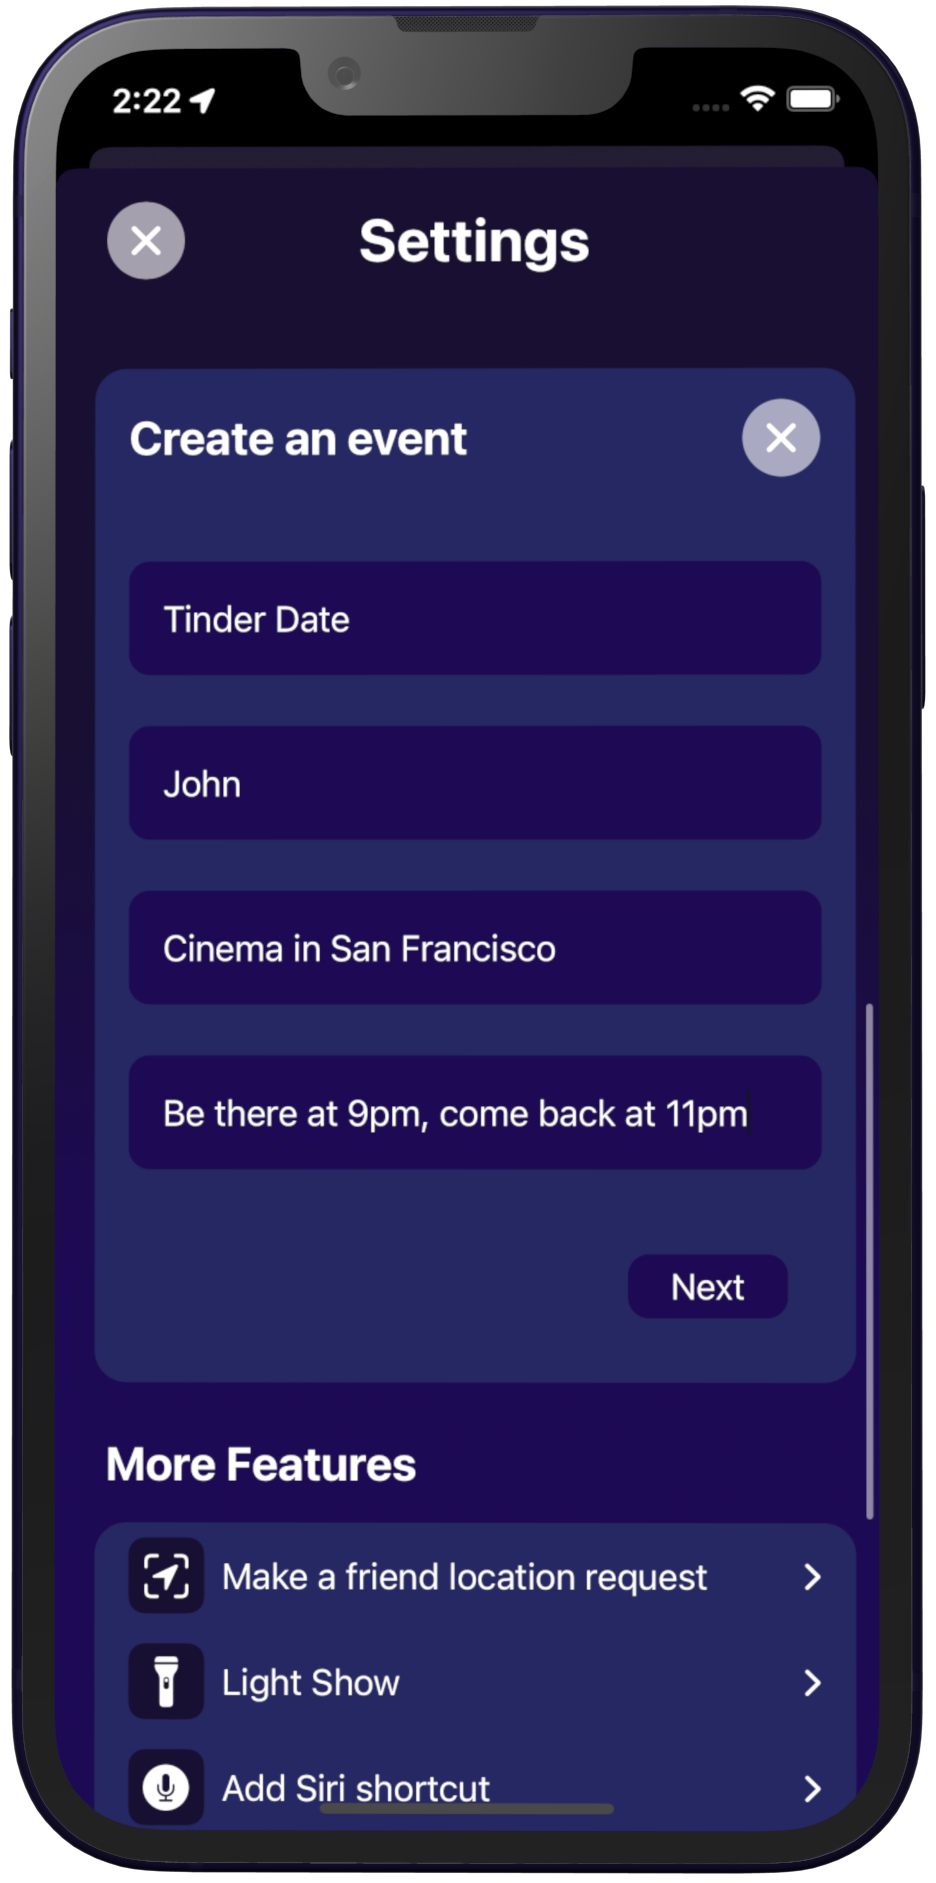 2:22
Settings
Create an event
Tinder Date
John
Cinema in San Francisco
Be there at 9pm, come back at 11pm
Next
More Features
Make a friend location request
Light Show
Add Siri shortcut